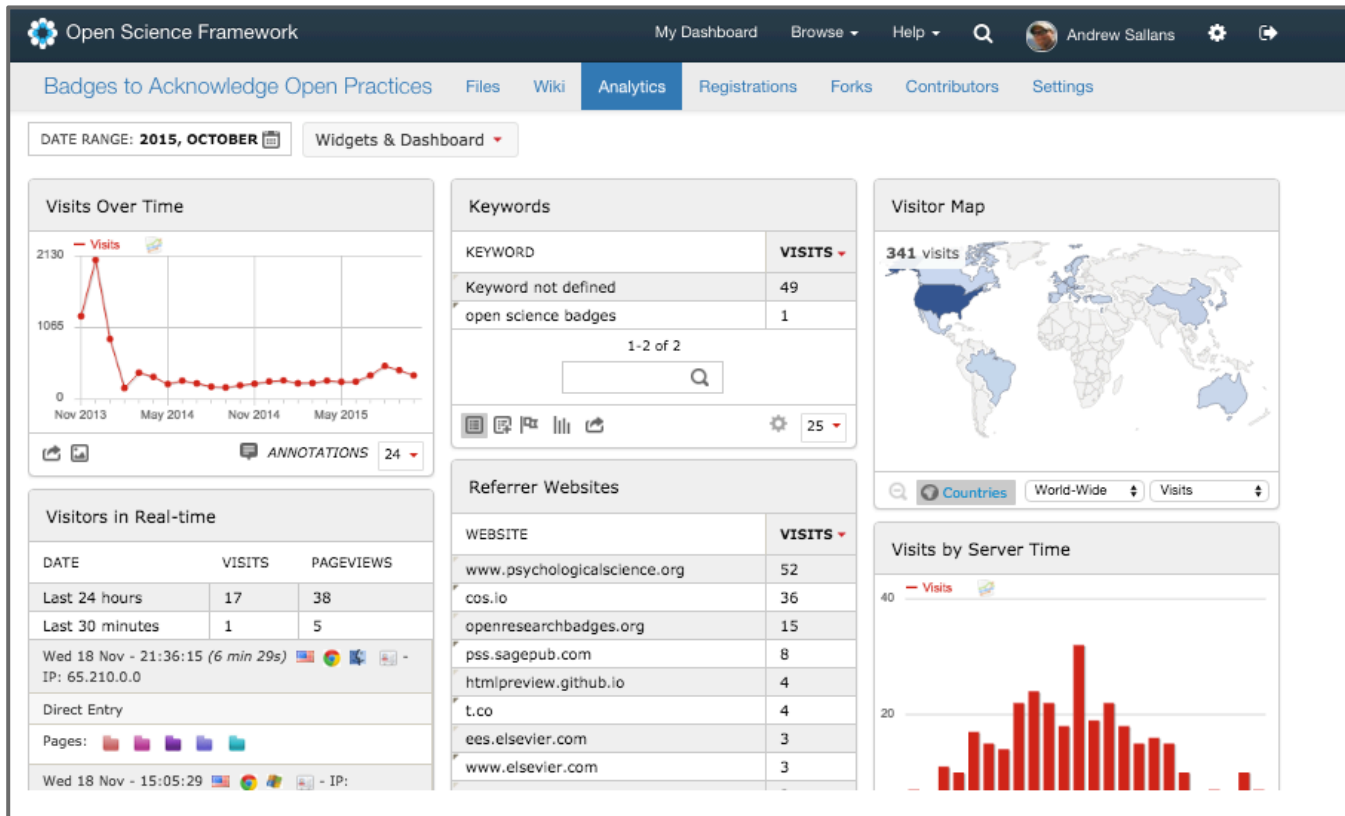 Open Science Framework
My Dashboard Browse Help Andrew Sallans
Badges to Acknowledge Open Practices Files Wiki Analytics Registrations Forks Contributors Settings
DATE RANGE: 2015, OCTOBER Widgets & Dashboard
Visits Over Time
Visits
2130
1065
0
Nov 2013 May 2014 Nov 2014 May 2015
ANNOTATIONS 24
Visitors in Real-time
DATE VISITS PAGEVIEWS
Last 24 hours 17 38
Last 30 minutes 1 5
Wed 18 Nov - 21:36:15 (6 min 29s) -
IP: 65.210.0.0
Direct Entry
Pages:
Wed 18 Nov - 15:05:29 - IP:
Keywords
KEYWORD VISITS
Keyword not defined 49
open science badges 1
1-2 of 2
25
Referrer Websites
WEBSITE VISITS
www.psychologicalscience.org 52
cos.io 36
openresearchbadges.org 15
pss.sagepub.com 8
htmlpreview.github.io 4
t.co 4
ees.elsevier.com 3
www.elsevier.com 3
Visitor Map
341 visits
Countries World-Wide Visits
Visits by Server Time
Visits
40
20